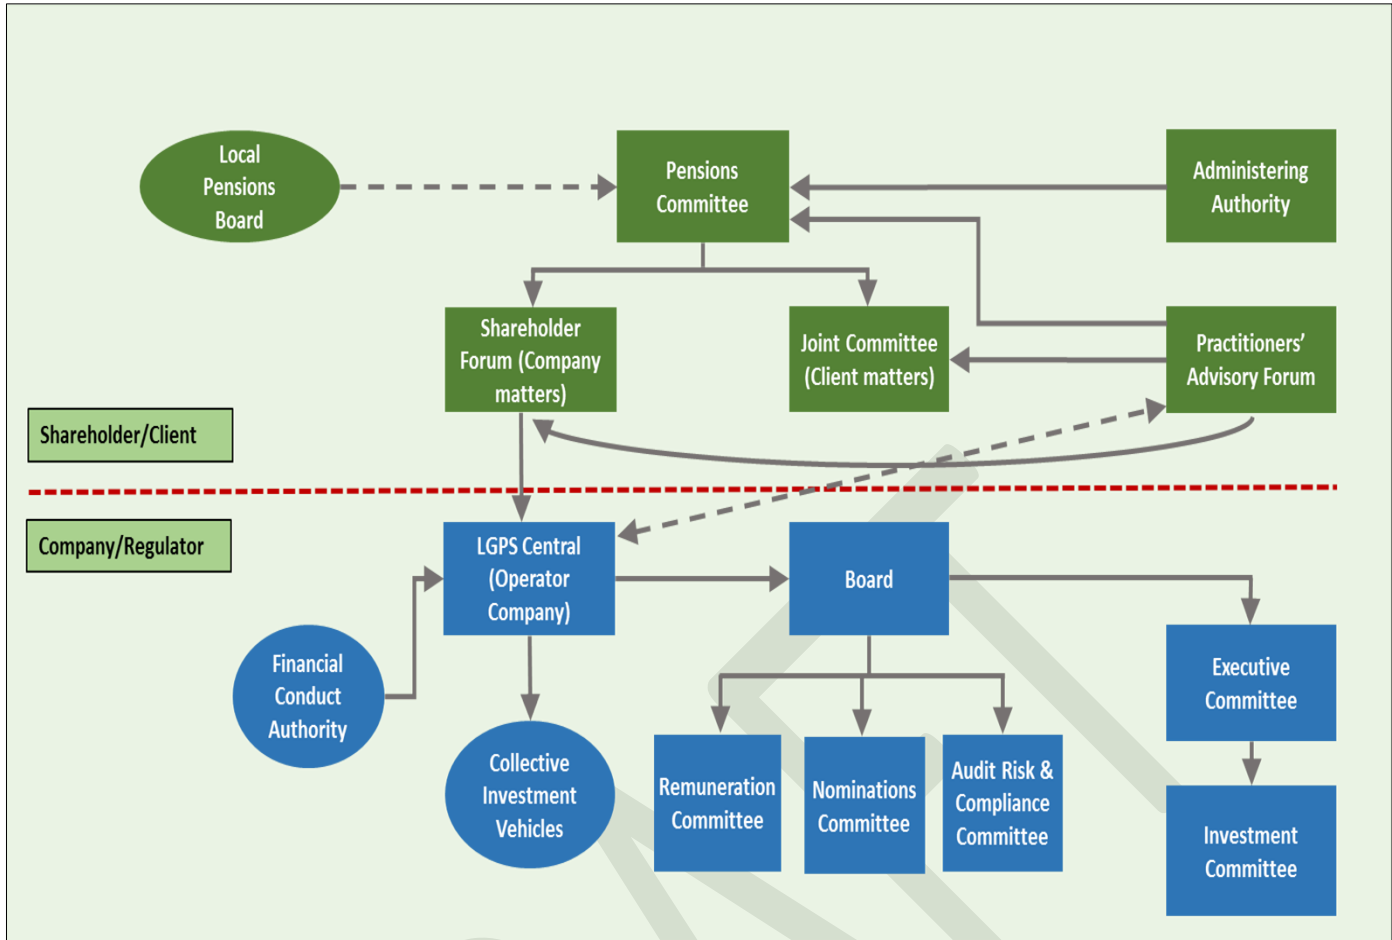 Local
Pensions
Board
Pensions
Committee
Administering
Authority
Shareholder
Forum (Company
matters)
Joint Committee
(Client matters)
Practitioners’
Advisory Forum
Shareholder/Client
Company/Regulator
LGPS Central
(Operator
Company)
Board
Financial
Conduct
Authority
Executive
Committee
Collective
Investment
Vehicles
Remuneration
Committee
Nominations
Committee
Audit Risk &
Compliance
Committee
Investment
Committee